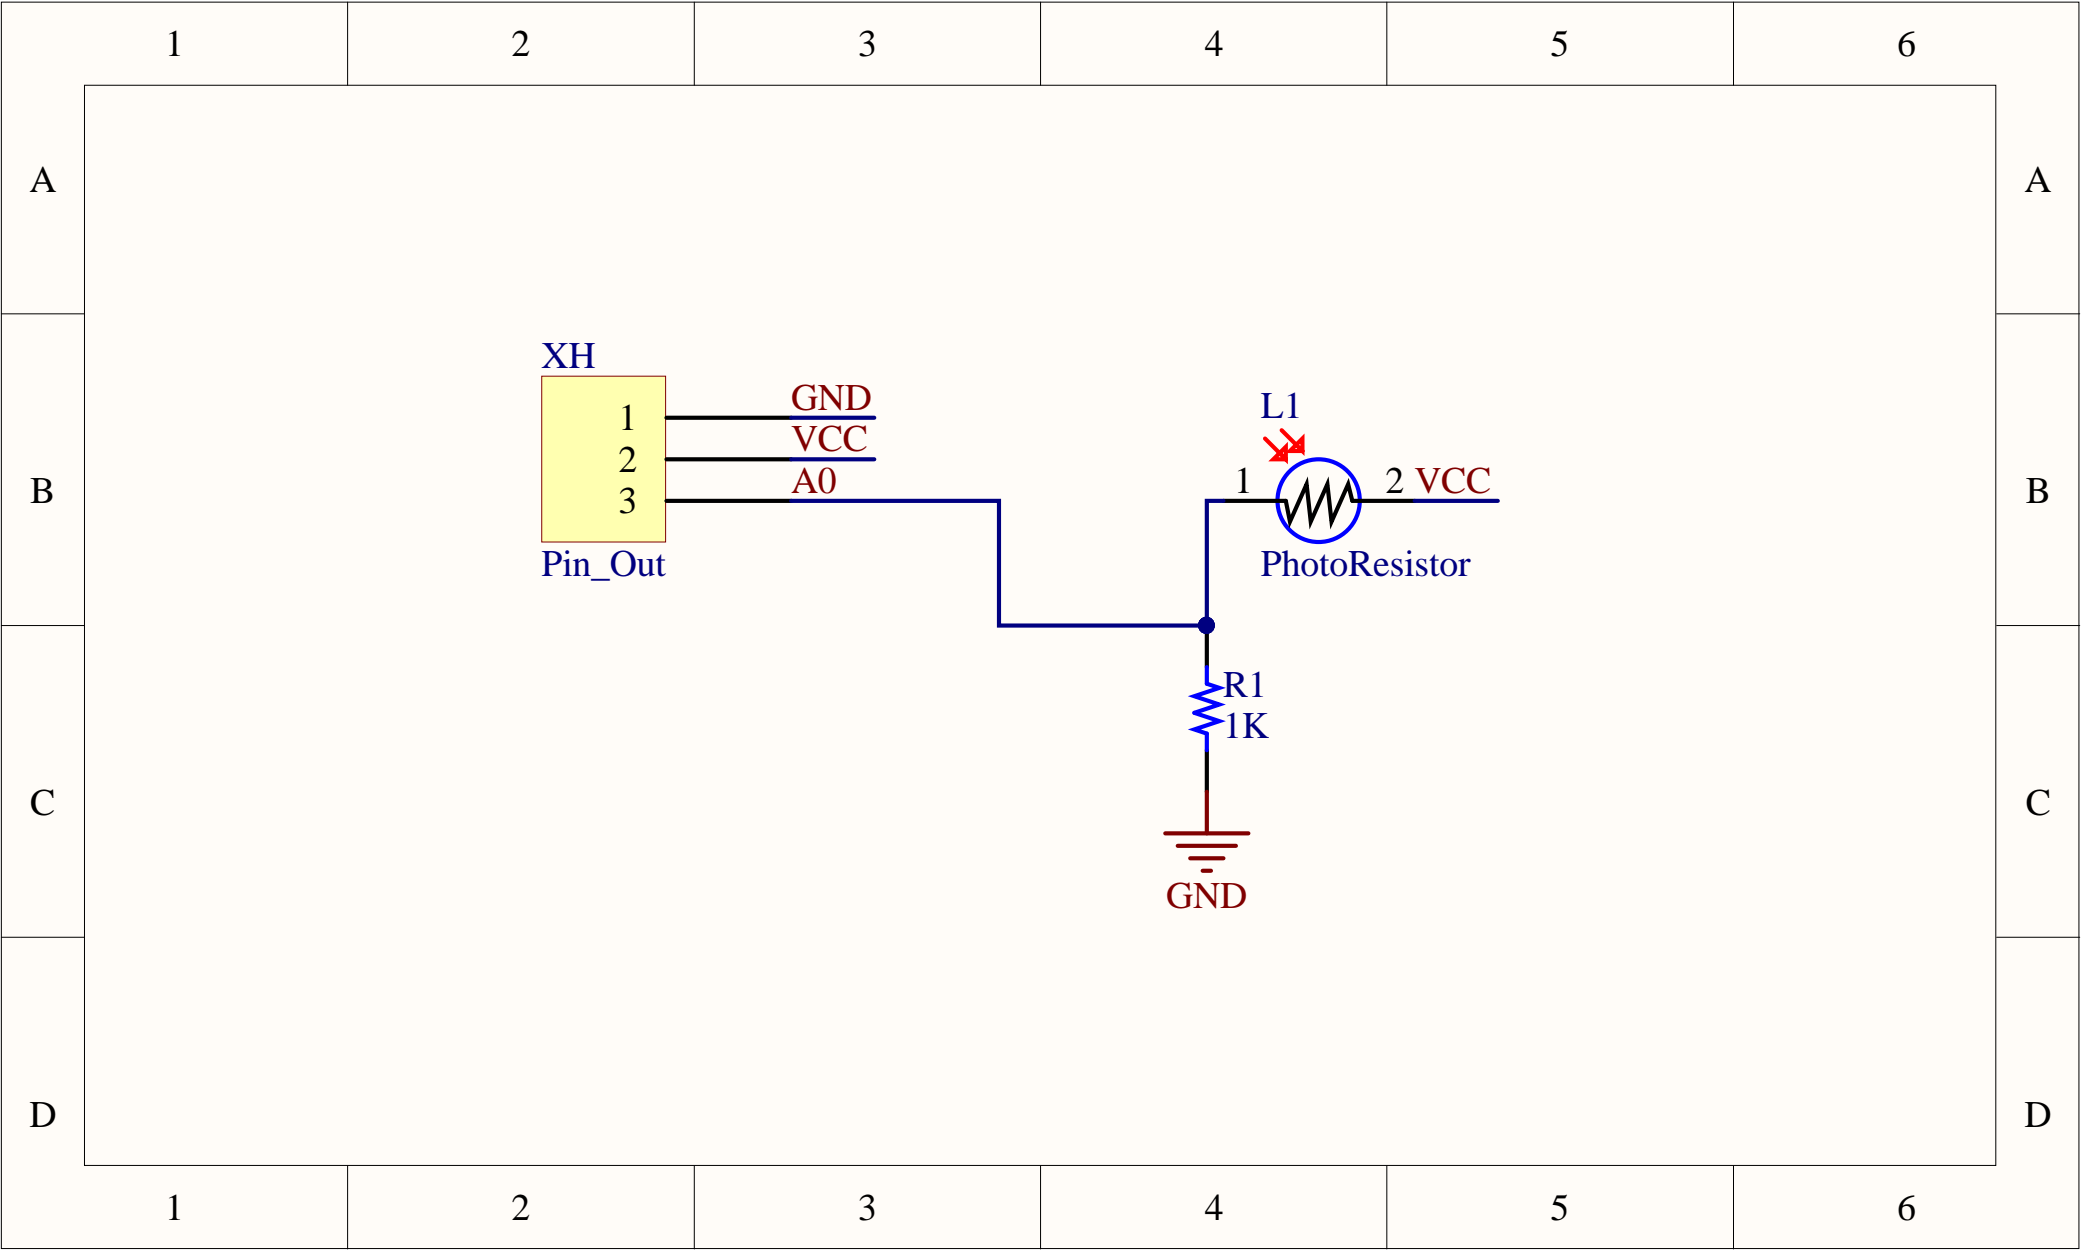 1 2 3 4 5 6
A A
XH
1 GND
2 VCC
3 A0
Pin_Out
L1
1 2 VCC
PhotoResistor
B B
R1
1K
GND
C C
D D
1 2 3 4 5 6